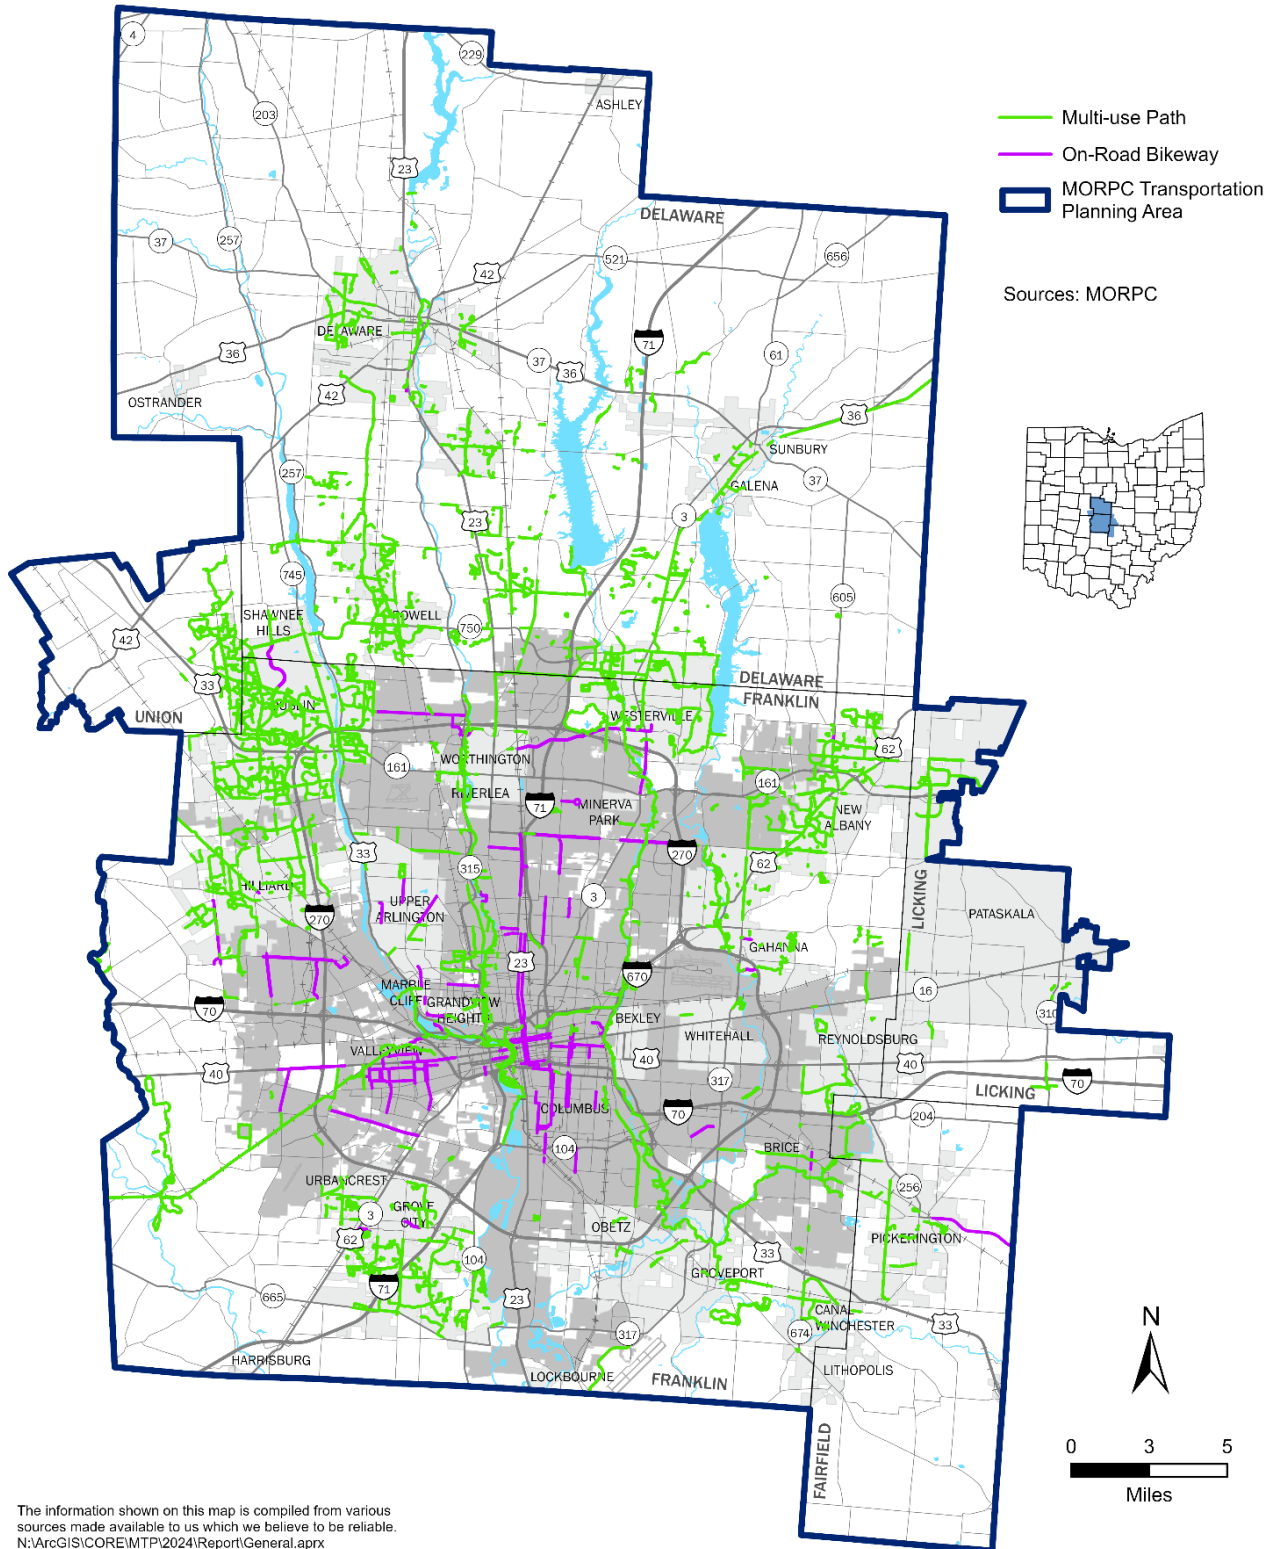 4
229
203
ASHLEY
Multi-use Path
On-Road Bikeway
MORPC Transportation
Planning Area
23
DELAWARE
37
257
42
521
656
Sources: MORPC
DELAWARE
71
61
36
37
36
42
OSTRANDER
36
SUNBURY
257
GALENA
37
23
3
745
605
SHAWNEE
HILLS
POWELL
750
42
33
DELAWARE
FRANKLIN
UNION
DUBLIN
WESTERVILLE
62
WORTHINGTON
161
161
RIVERLEA
71
MINERVA
PARK
NEW
ALBANY
33
270
315
62
HILLIARD
3
UPPER
ARLINGTON
270
LICKING
PATASKALA
GAHANNA
23
670
MARBLE
CLIFF
GRANDVIEW
HEIGHTS
16
310
70
BEXLEY
WHITEHALL
REYNOLDSBURG
VALLEYVIEW
40
40
40
317
70
LICKING
COLUMBUS
70
204
104
BRICE
URBANCREST
256
GROVE
CITY
3
62
OBETZ
PICKERINGTON
33
104
GROVEPORT
71
665
23
CANAL
WINCHESTER
33
317
674
N
HARRISBURG
LITHOPOLIS
LOCKBOURNE
FRANKLIN
FAIRFIELD
0 3 5
Miles
The information shown on this map is compiled from various
sources made available to us which we believe to be reliable.
N:\ArcGIS\CORE\MTP\2024\Report\General.aprx